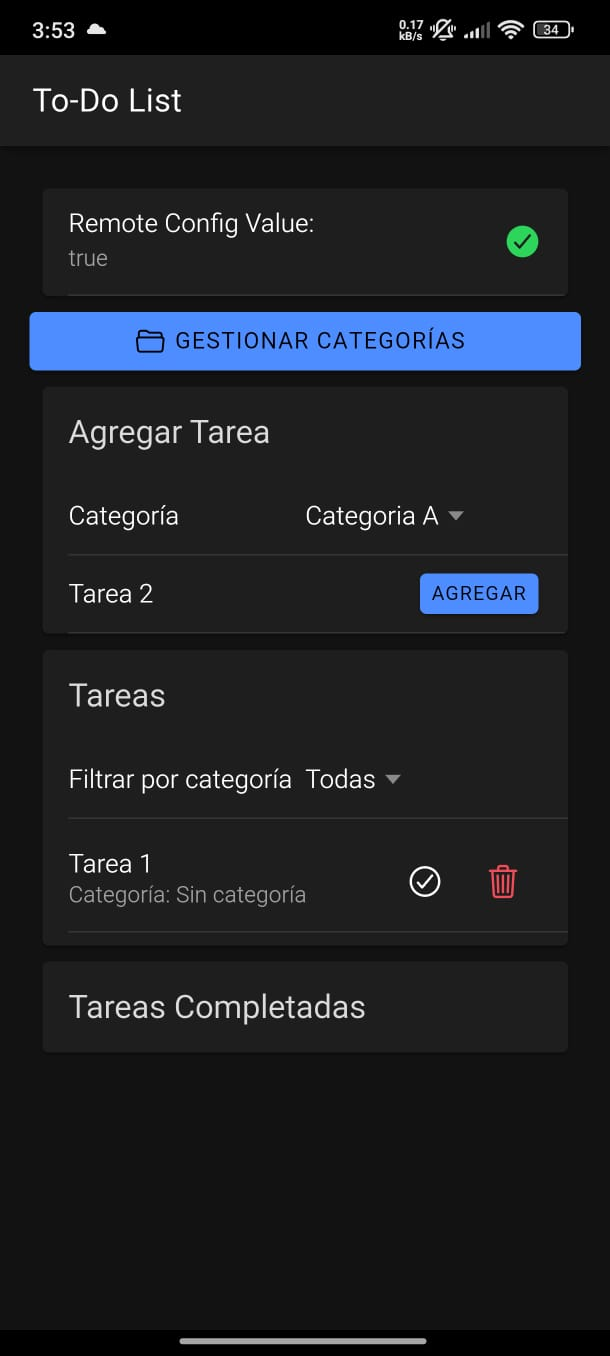 3:53
0.17
kB/s
34
To-Do List
Remote Config Value:
true
GESTIONAR CATEGORÍAS
Agregar Tarea
Categoría Categoria A
Tarea 2 AGREGAR
Tareas
Filtrar por categoría Todas
Tarea 1
Categoría: Sin categoría
Tareas Completadas